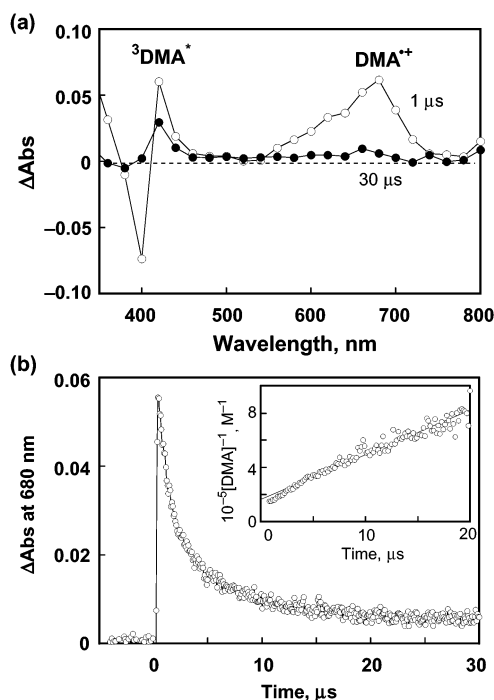 (a)
0.10
0.05
0
−0.05
−0.10
ΔAbs
³DMA*
DMA•+
1 μs
30 μs
400
500
600
700
800
Wavelength, nm
(b)
0.06
0.04
0.02
0
ΔAbs at 680 nm
0
10
20
30
Time, μs
10⁻⁵[DMA]⁻¹, M⁻¹
8
4
0
0
10
20
Time, μs